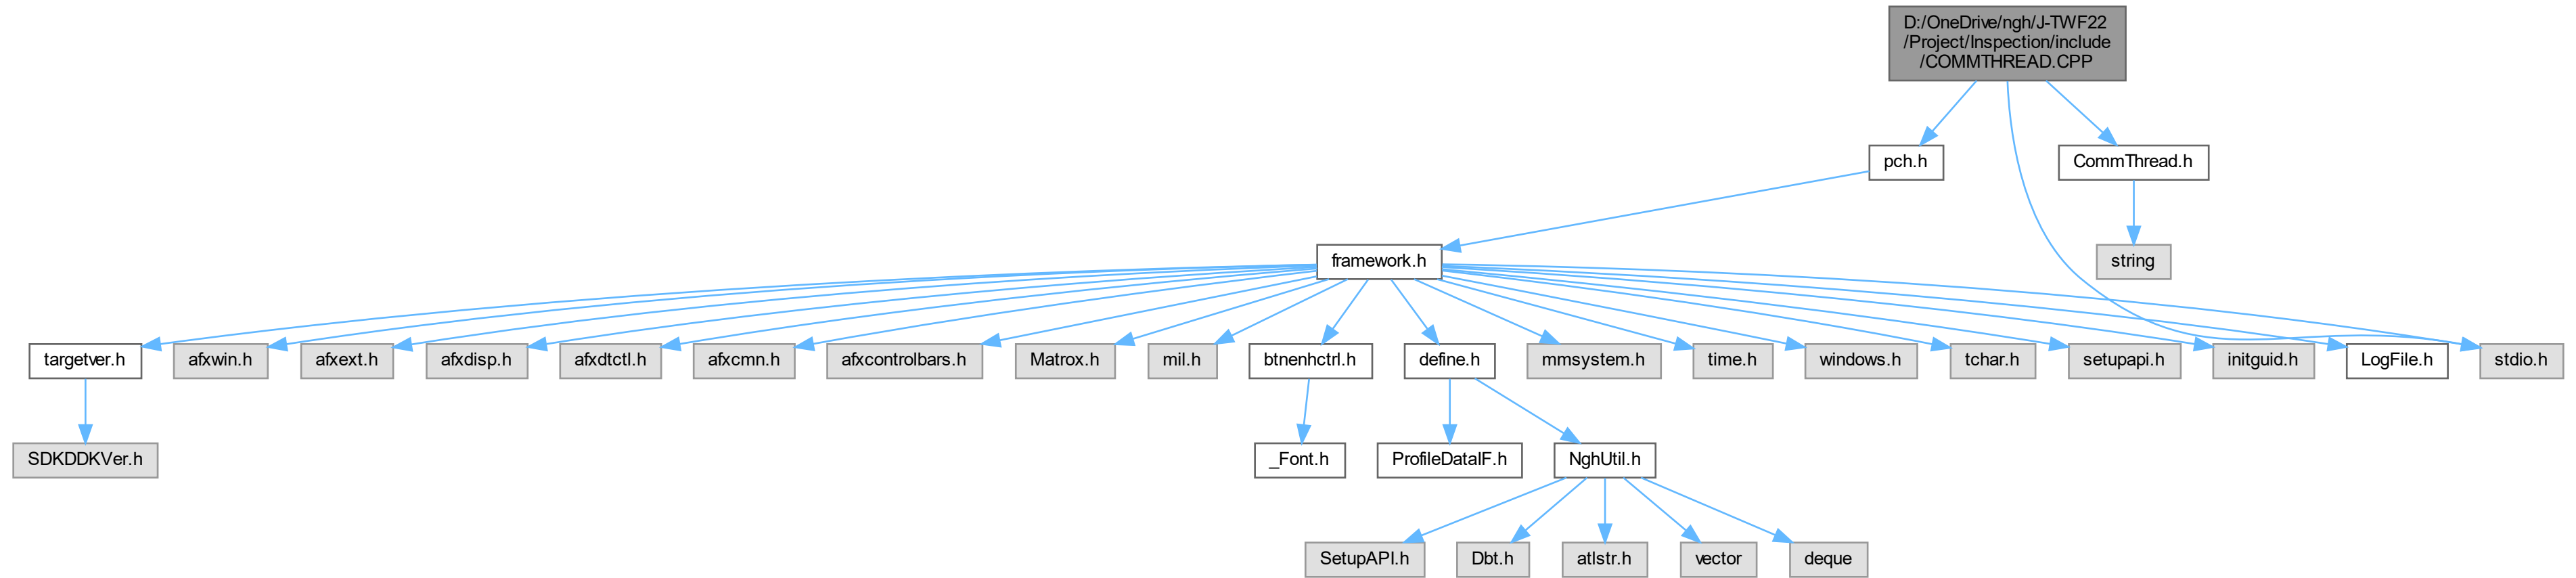 D:/OneDrive/ngh/J-TWF22
/Project/Inspection/include
/COMMTHREAD.CPP
pch.h
CommThread.h
framework.h
string
targetver.h
afxwin.h
afxext.h
afxdisp.h
afxdtctl.h
afxcmn.h
afxcontrolbars.h
Matrox.h
mil.h
btnenhctrl.h
define.h
mmsystem.h
time.h
windows.h
tchar.h
setupapi.h
initguid.h
LogFile.h
stdio.h
SDKDDKVer.h
_Font.h
ProfileDataIF.h
NghUtil.h
SetupAPI.h
Dbt.h
atlstr.h
vector
deque